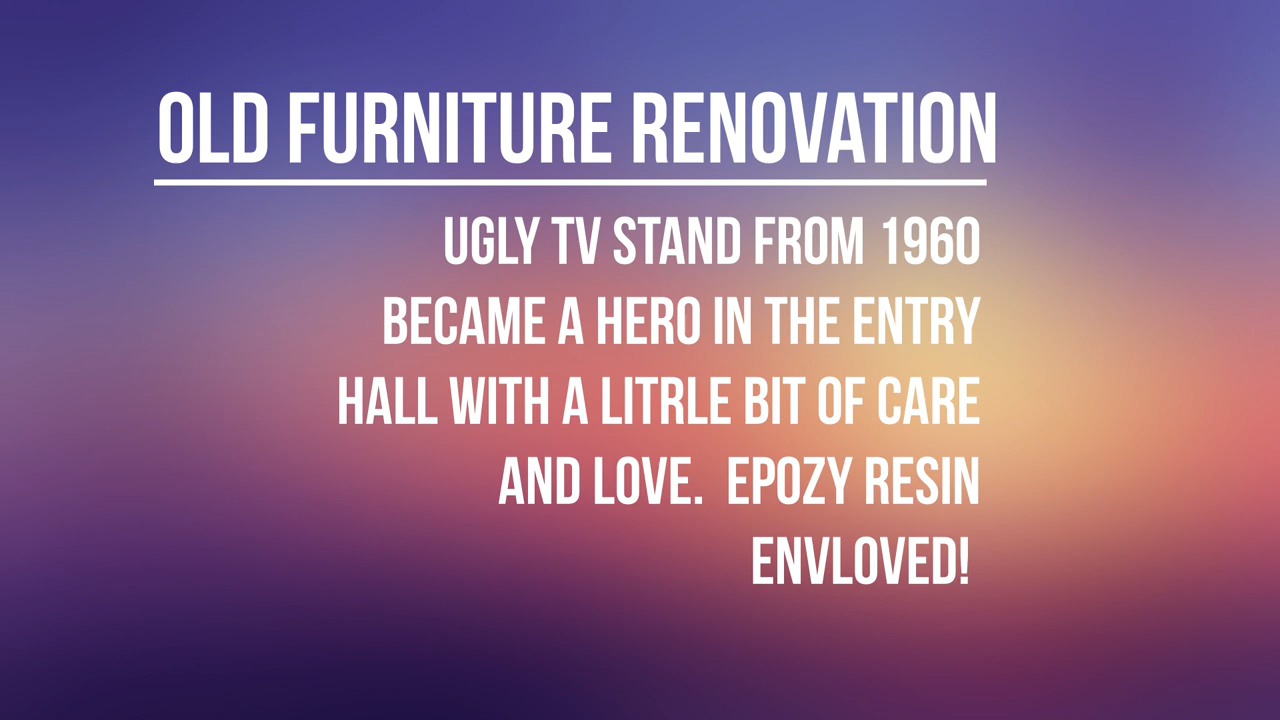 OLD FURNITURE RENOVATION
UGLY TV STAND FROM 1960
BECAME A HERO IN THE ENTRY
HALL WITH A LITRLE BIT OF CARE
AND LOVE. EPOZY RESIN
ENVLOVED!